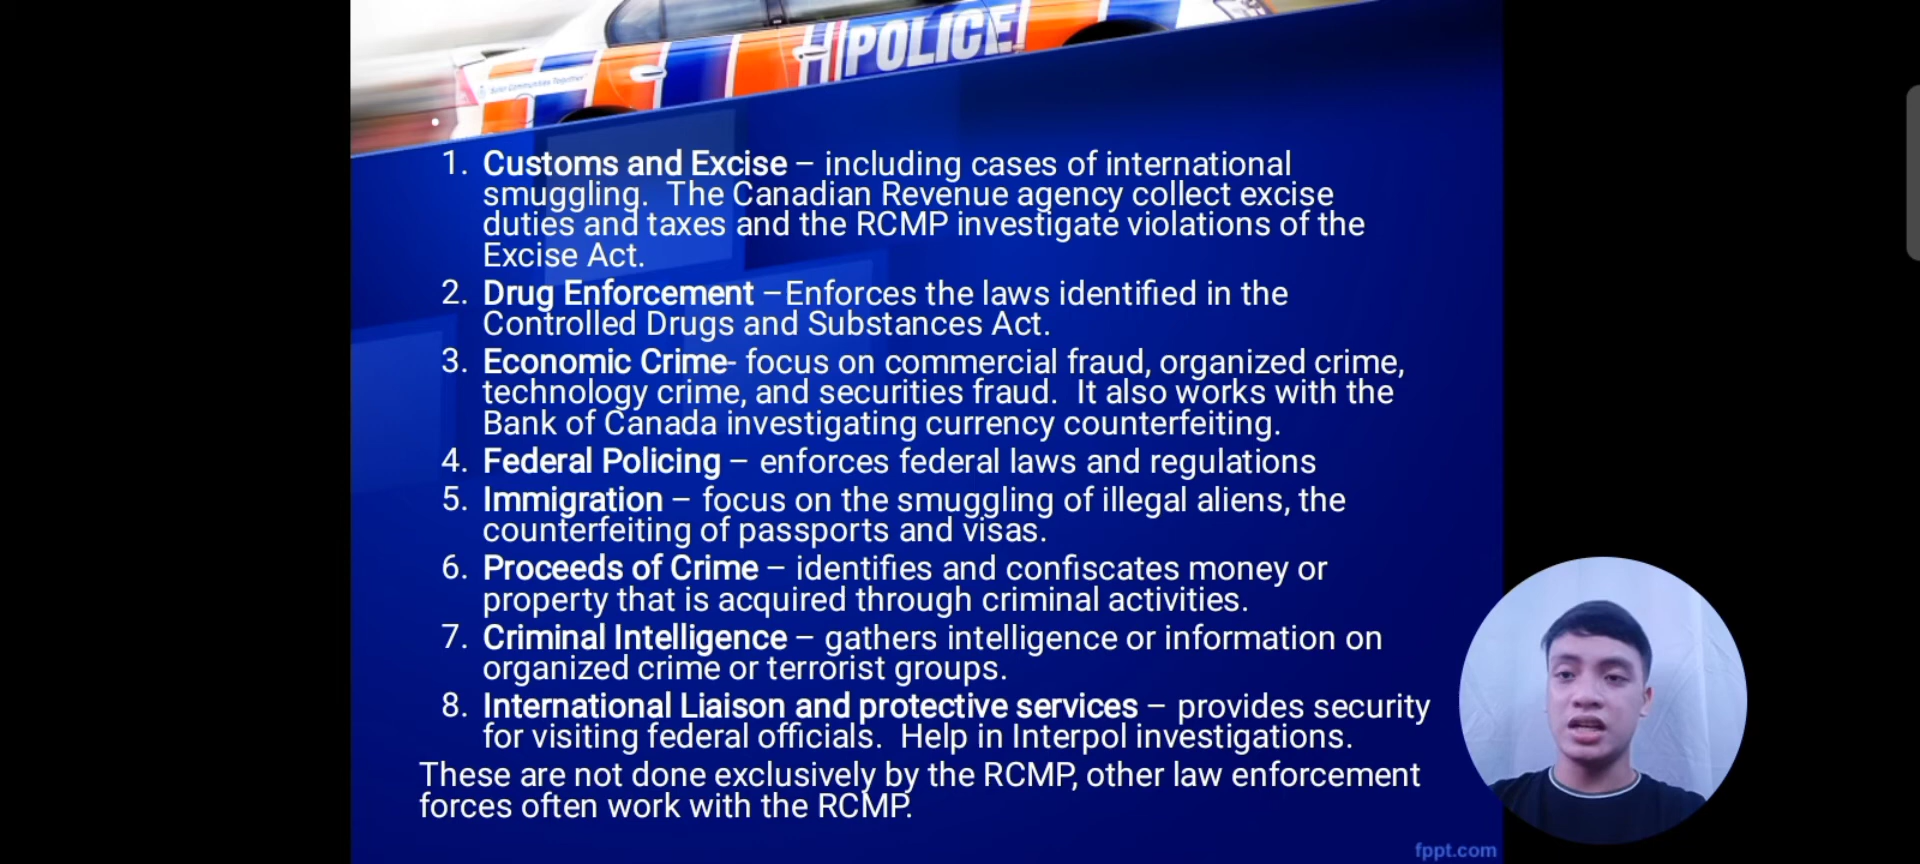 POLICE
Safer Communities Together
1. Customs and Excise – including cases of international
smuggling.  The Canadian Revenue agency collect excise
duties and taxes and the RCMP investigate violations of the
Excise Act.
2. Drug Enforcement –Enforces the laws identified in the
Controlled Drugs and Substances Act.
3. Economic Crime- focus on commercial fraud, organized crime,
technology crime, and securities fraud.  It also works with the
Bank of Canada investigating currency counterfeiting.
4. Federal Policing – enforces federal laws and regulations
5. Immigration – focus on the smuggling of illegal aliens, the
counterfeiting of passports and visas.
6. Proceeds of Crime – identifies and confiscates money or
property that is acquired through criminal activities.
7. Criminal Intelligence – gathers intelligence or information on
organized crime or terrorist groups.
8. International Liaison and protective services – provides security
for visiting federal officials.  Help in Interpol investigations.
These are not done exclusively by the RCMP, other law enforcement
forces often work with the RCMP.
fppt.com